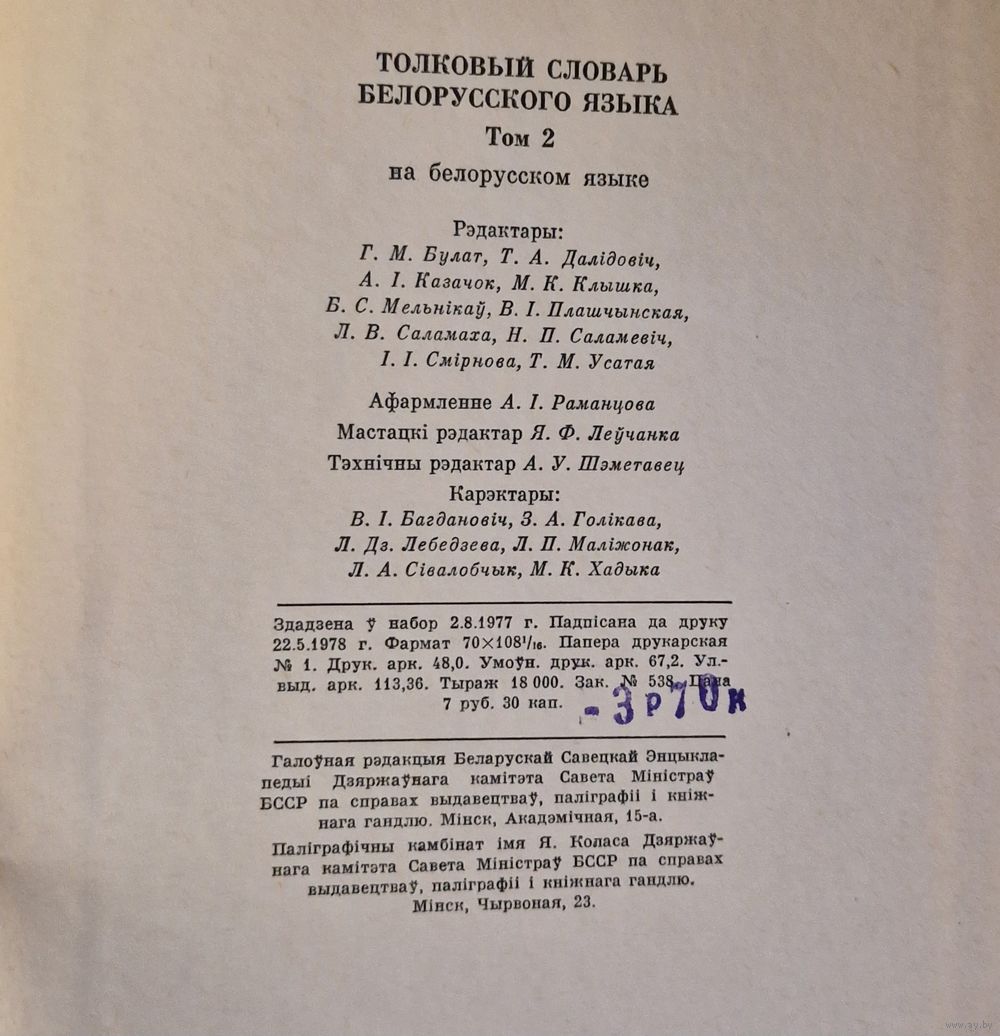 ТОЛКОВЫЙ СЛОВАРЬ
БЕЛОРУССКОГО ЯЗЫКА
Том 2
на белорусском языке
Рэдактары:
Г. М. Булат, Т. А. Далідовіч,
А. І. Казачок, М. К. Клышка,
Б. С. Мельнікаў, В. І. Плашчынская,
Л. В. Саламаха, Н. П. Саламевіч,
І. І. Смірнова, Т. М. Усатая
Афармленне А. І. Раманцова
Мастацкі рэдактар Я. Ф. Леўчанка
Тэхнічны рэдактар А. У. Шэметавец
Карэктары:
В. І. Багдановіч, З. А. Голікава,
Л. Дз. Лебедзева, Л. П. Маліжонак,
Л. А. Сівалобчык, М. К. Хадыка
Здадзена ў набор 2.8.1977 г. Падпісана да друку
22.5.1978 г. Фармат 70×108¹/₁₆. Папера друкарская
№ 1. Друк. арк. 48,0. Умоўн. друк. арк. 67,2. Ул.-
выд. арк. 113,36. Тыраж 18 000. Зак. № 538. Цана
7 руб. 30 кап.
-3р70к
Галоўная рэдакцыя Беларускай Савецкай Энцыкла-
педыі Дзяржаўнага камітэта Савета Міністраў
БССР па справах выдавецтваў, паліграфіі і кніж-
нага гандлю. Мінск, Акадэмічная, 15-а.
Паліграфічны камбінат імя Я. Коласа Дзяржаў-
нага камітэта Савета Міністраў БССР па справах
выдавецтваў, паліграфіі і кніжнага гандлю.
Мінск, Чырвоная, 23.
www.ay.by